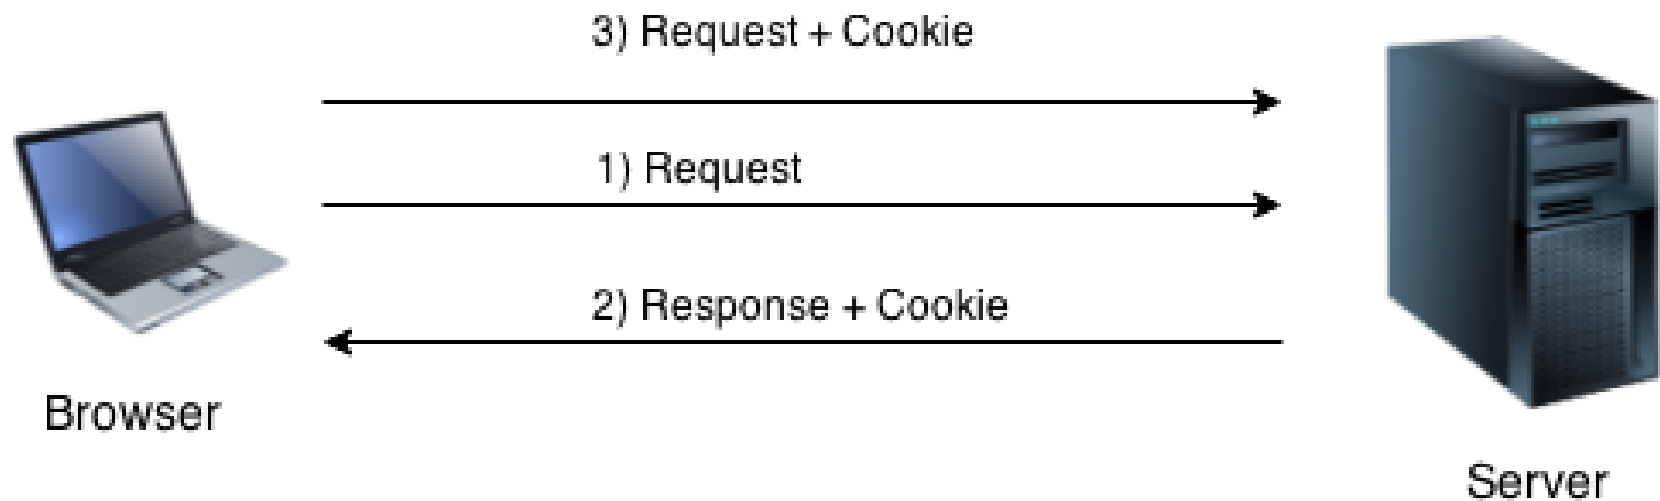 3) Request + Cookie
1) Request
2) Response + Cookie
Browser
Server